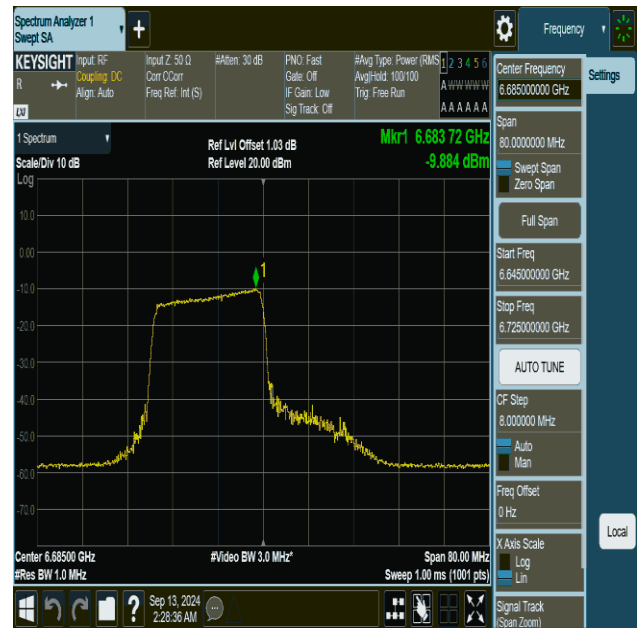 Spectrum Analyzer 1
Swept SA
+
Frequency
KEYSIGHT
R
LXI
Input: RF
Coupling: DC
Align: Auto
Input Z: 50 Ω
Corr CCorr
Freq Ref: Int (S)
#Atten: 30 dB
PNO: Fast
Gate: Off
IF Gain: Low
Sig Track: Off
#Avg Type: Power (RMS
Avg|Hold: 100/100
Trig: Free Run
1 2 3 4 5 6
A W W W W W
A A A A A A
Center Frequency
6.685000000 GHz
Settings
1 Spectrum
Scale/Div 10 dB
Ref Lvl Offset 1.03 dB
Ref Level 20.00 dBm
Mkr1 6.683 72 GHz
-9.884 dBm
Span
80.0000000 MHz
Swept Span
Zero Span
Full Span
Start Freq
6.645000000 GHz
Stop Freq
6.725000000 GHz
AUTO TUNE
CF Step
8.000000 MHz
Auto
Man
Freq Offset
0 Hz
X Axis Scale
Log
Lin
Local
Signal Track
(Span Zoom)
Log
10.0
0.00
-10.0
-20.0
-30.0
-40.0
-50.0
-60.0
-70.0
1
Center 6.68500 GHz
#Res BW 1.0 MHz
#Video BW 3.0 MHz*
Span 80.00 MHz
Sweep 1.00 ms (1001 pts)
?
Sep 13, 2024
2:28:36 AM